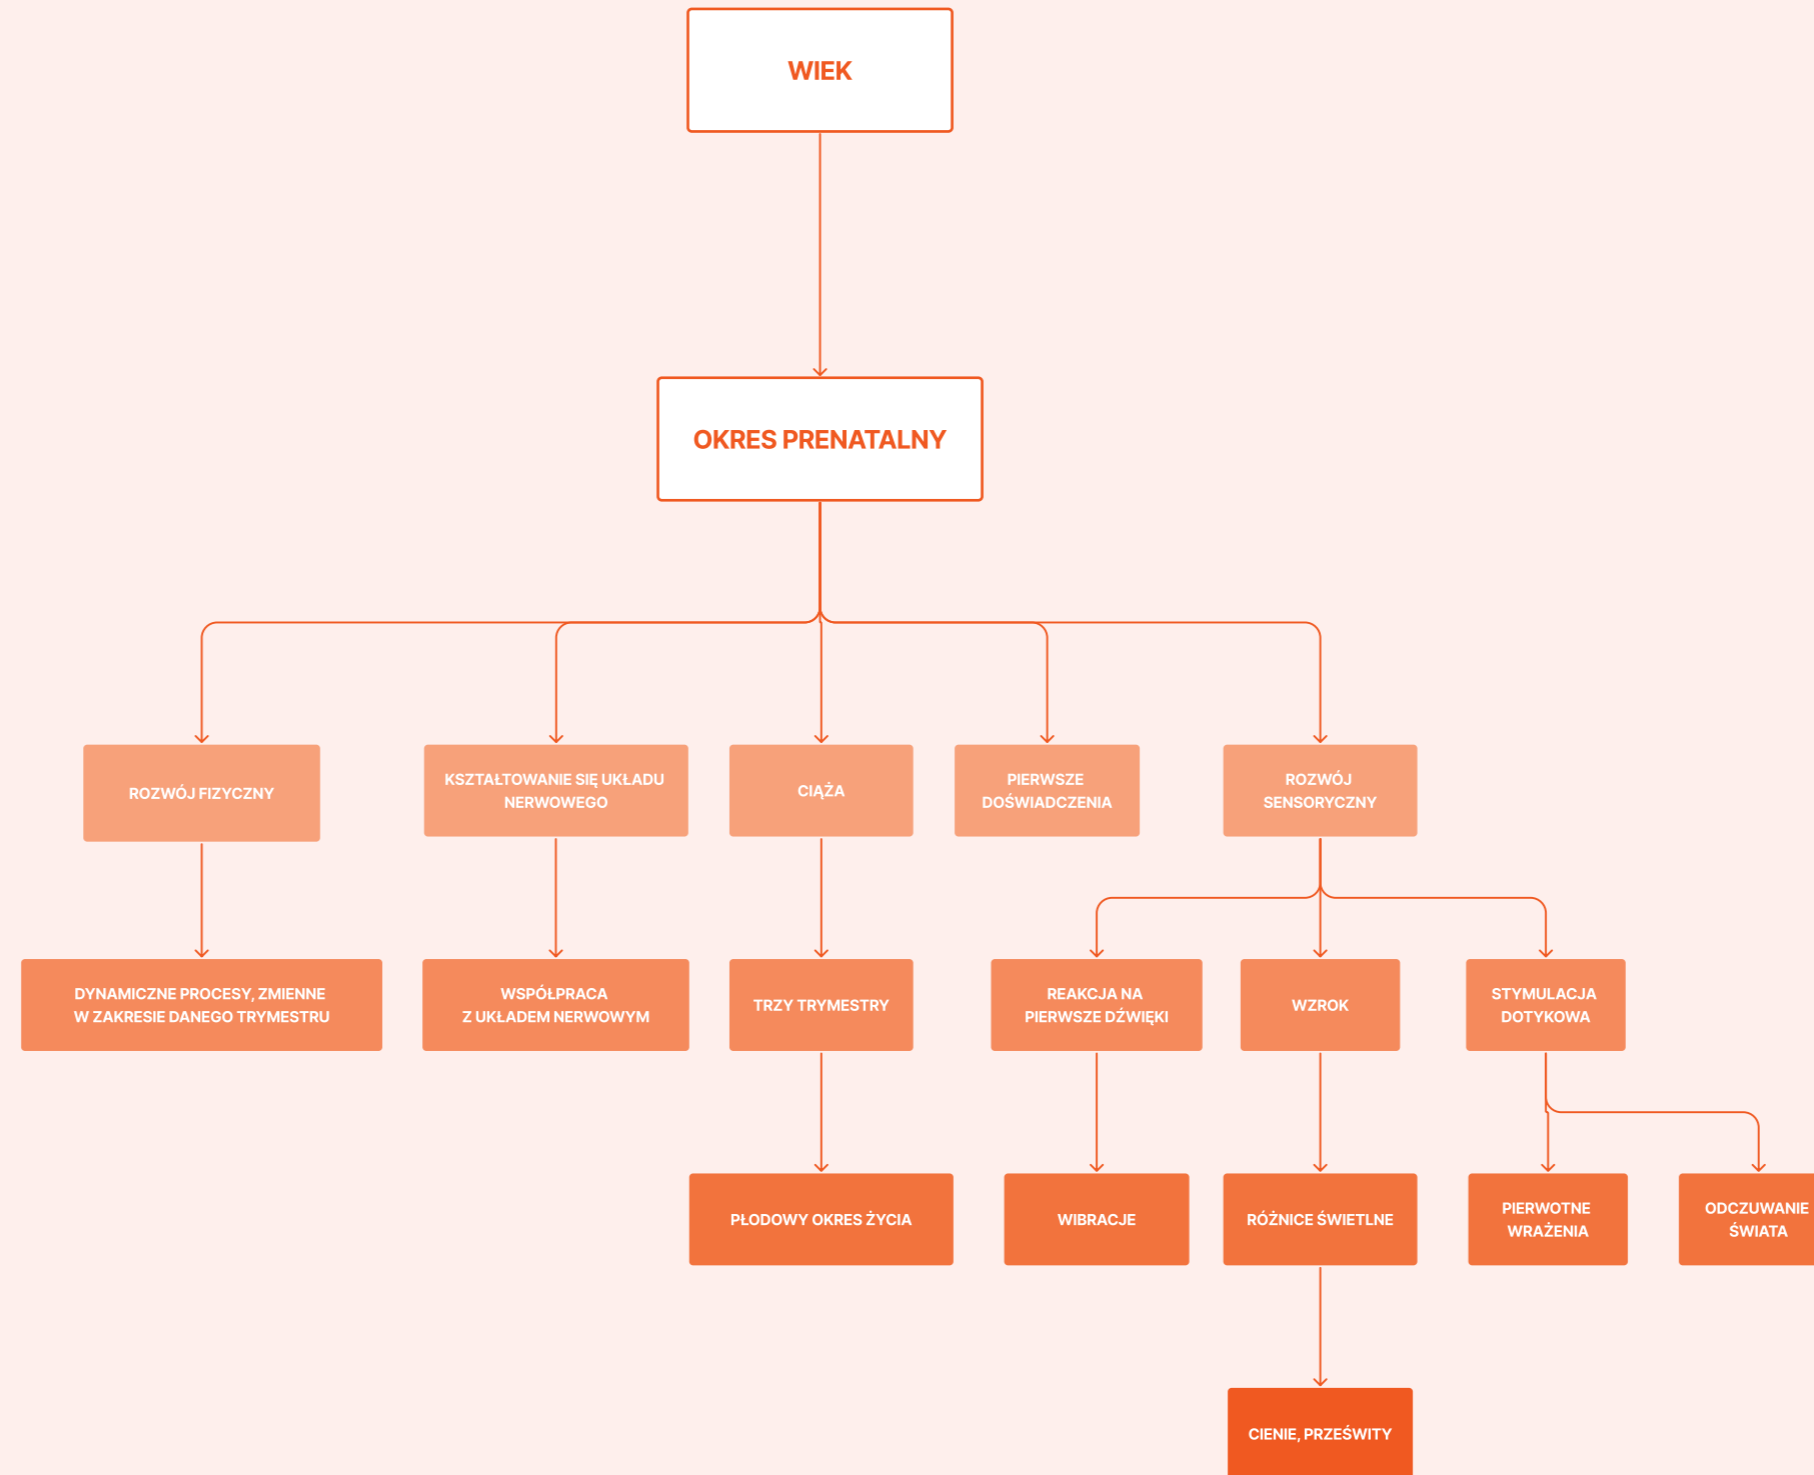 WIEK
OKRES PRENATALNY
ROZWÓJ FIZYCZNY
KSZTAŁTOWANIE SIĘ UKŁADU
NERWOWEGO
CIĄŻA
PIERWSZE
DOŚWIADCZENIA
ROZWÓJ
SENSORYCZNY
DYNAMICZNE PROCESY, ZMIENNE
W ZAKRESIE DANEGO TRYMESTRU
WSPÓŁPRACA
Z UKŁADEM NERWOWYM
TRZY TRYMESTRY
REAKCJA NA
PIERWSZE DŹWIĘKI
WZROK
STYMULACJA
DOTYKOWA
PŁODOWY OKRES ŻYCIA
WIBRACJE
RÓŻNICE ŚWIETLNE
PIERWOTNE
WRAŻENIA
ODCZUWANIE
ŚWIATA
CIENIE, PRZEŚWITY